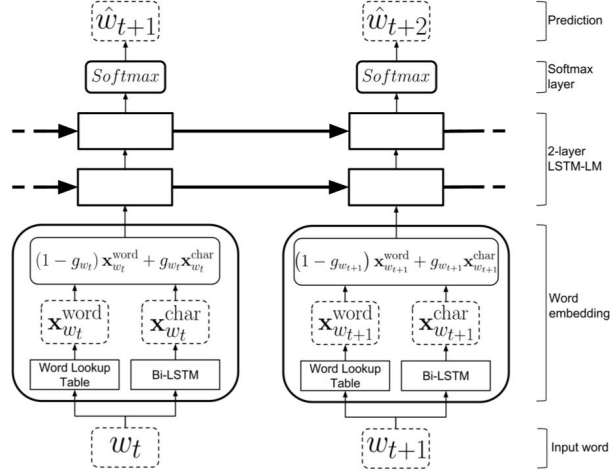 ŵ_{t+1} ŵ_{t+2} Prediction
Softmax Softmax Softmax
layer
2-layer
LSTM-LM
(1 − g_{w_t}) x^{word}_{w_t} + g_{w_t} x^{char}_{w_t}
(1 − g_{w_{t+1}}) x^{word}_{w_{t+1}} + g_{w_{t+1}} x^{char}_{w_{t+1}}
Word
embedding
x^{word}_{w_t} x^{char}_{w_t} x^{word}_{w_{t+1}} x^{char}_{w_{t+1}}
Word Lookup
Table
Bi-LSTM
Word Lookup
Table
Bi-LSTM
w_t w_{t+1} Input word